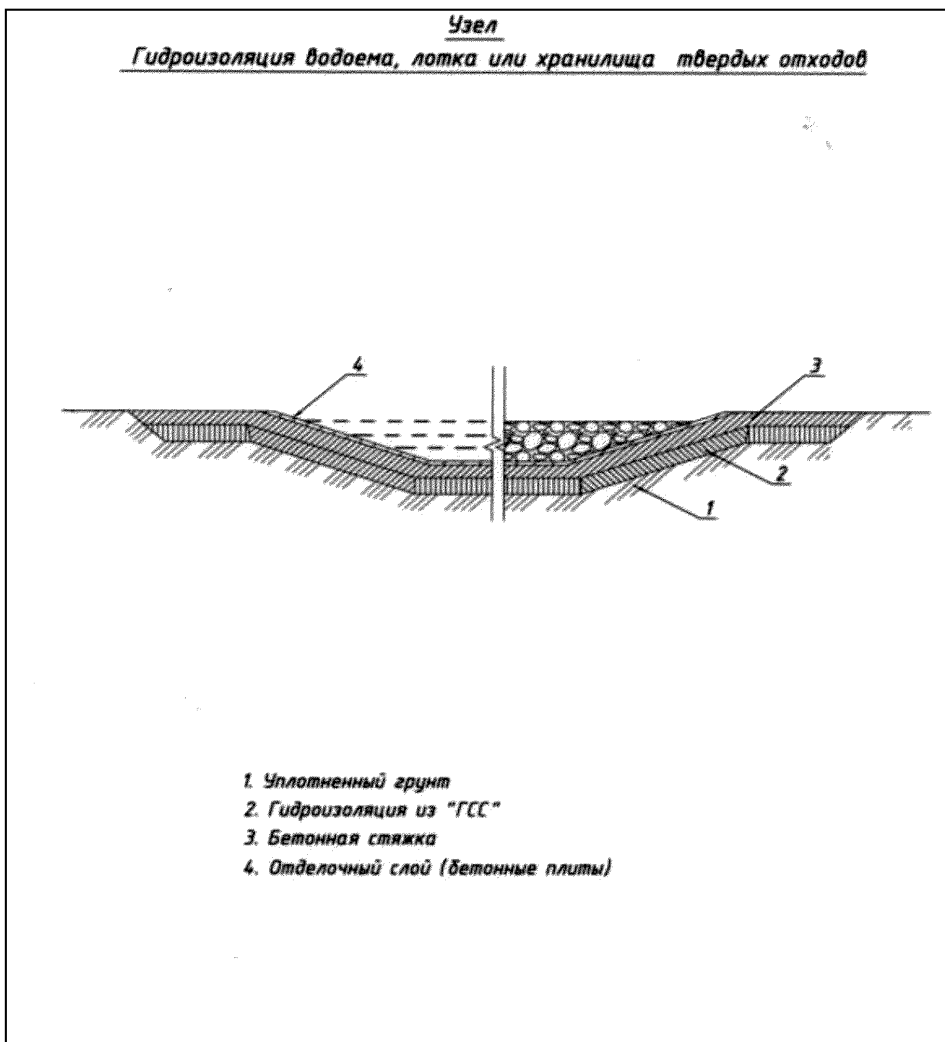 Узел
Гидроизоляция водоема, лотка или хранилища твердых отходов
4
3
2
1
1. Уплотненный грунт
2. Гидроизоляция из "ГСС"
3. Бетонная стяжка
4. Отделочный слой (бетонные плиты)